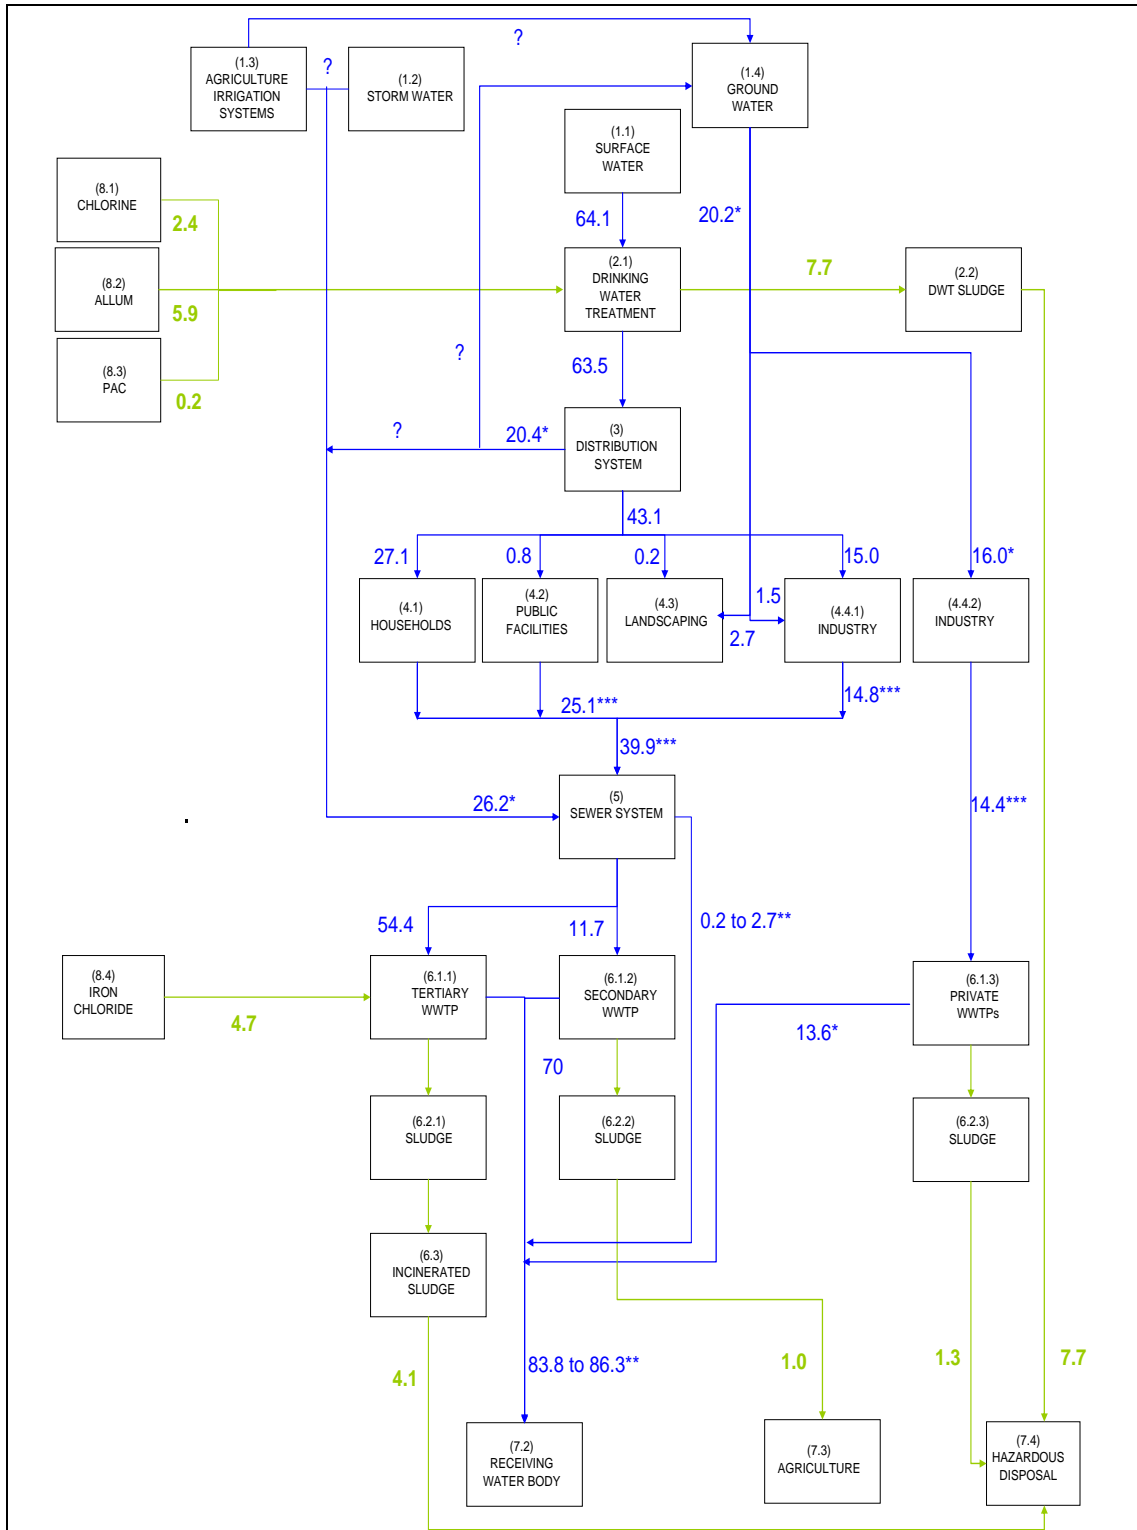 ?
?
(1.3)
AGRICULTURE
IRRIGATION
SYSTEMS
(1.2)
STORM WATER
(1.4)
GROUND
WATER
(1.1)
SURFACE
WATER
(8.1)
CHLORINE
2.4
64.1
20.2*
(8.2)
ALLUM
5.9
(2.1)
DRINKING
WATER
TREATMENT
7.7
(2.2)
DWT SLUDGE
(8.3)
PAC
0.2
?
63.5
?
20.4*
(3)
DISTRIBUTION
SYSTEM
43.1
27.1
0.8
0.2
15.0
16.0*
(4.1)
HOUSEHOLDS
(4.2)
PUBLIC
FACILITIES
(4.3)
LANDSCAPING
1.5
2.7
(4.4.1)
INDUSTRY
(4.4.2)
INDUSTRY
25.1***
14.8***
39.9***
26.2*
(5)
SEWER SYSTEM
14.4***
54.4
11.7
0.2 to 2.7**
(8.4)
IRON
CHLORIDE
4.7
(6.1.1)
TERTIARY
WWTP
(6.1.2)
SECONDARY
WWTP
(6.1.3)
PRIVATE
WWTPs
13.6*
70
(6.2.1)
SLUDGE
(6.2.2)
SLUDGE
(6.2.3)
SLUDGE
(6.3)
INCINERATED
SLUDGE
4.1
83.8 to 86.3**
1.0
1.3
7.7
(7.2)
RECEIVING
WATER BODY
(7.3)
AGRICULTURE
(7.4)
HAZARDOUS
DISPOSAL